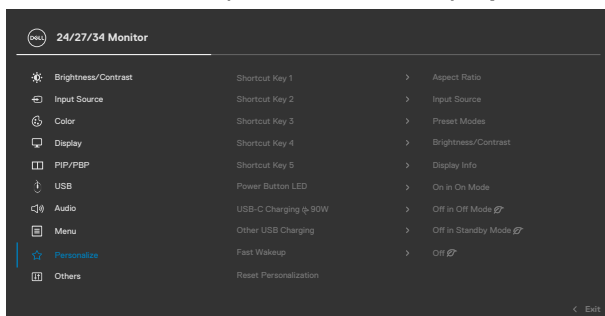 DELL 24/27/34 Monitor
Brightness/Contrast Shortcut Key 1 > Aspect Ratio
Input Source Shortcut Key 2 > Input Source
Color Shortcut Key 3 > Preset Modes
Display Shortcut Key 4 > Brightness/Contrast
PIP/PBP Shortcut Key 5 > Display Info
USB Power Button LED > On in On Mode
Audio USB-C Charging 90W > Off in Off Mode
Menu Other USB Charging > Off in Standby Mode
Personalize Fast Wakeup > Off
Others Reset Personalization
< Exit